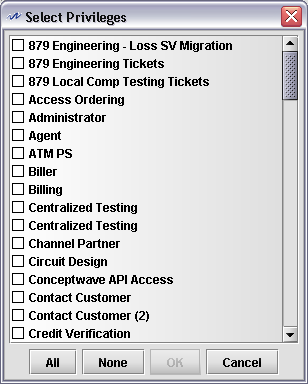 Select Privileges
879 Engineering - Loss SV Migration
879 Engineering Tickets
879 Local Comp Testing Tickets
Access Ordering
Administrator
Agent
ATM PS
Biller
Billing
Centralized Testing
Centralized Testing
Channel Partner
Circuit Design
Conceptwave API Access
Contact Customer
Contact Customer (2)
Credit Verification
All None OK Cancel